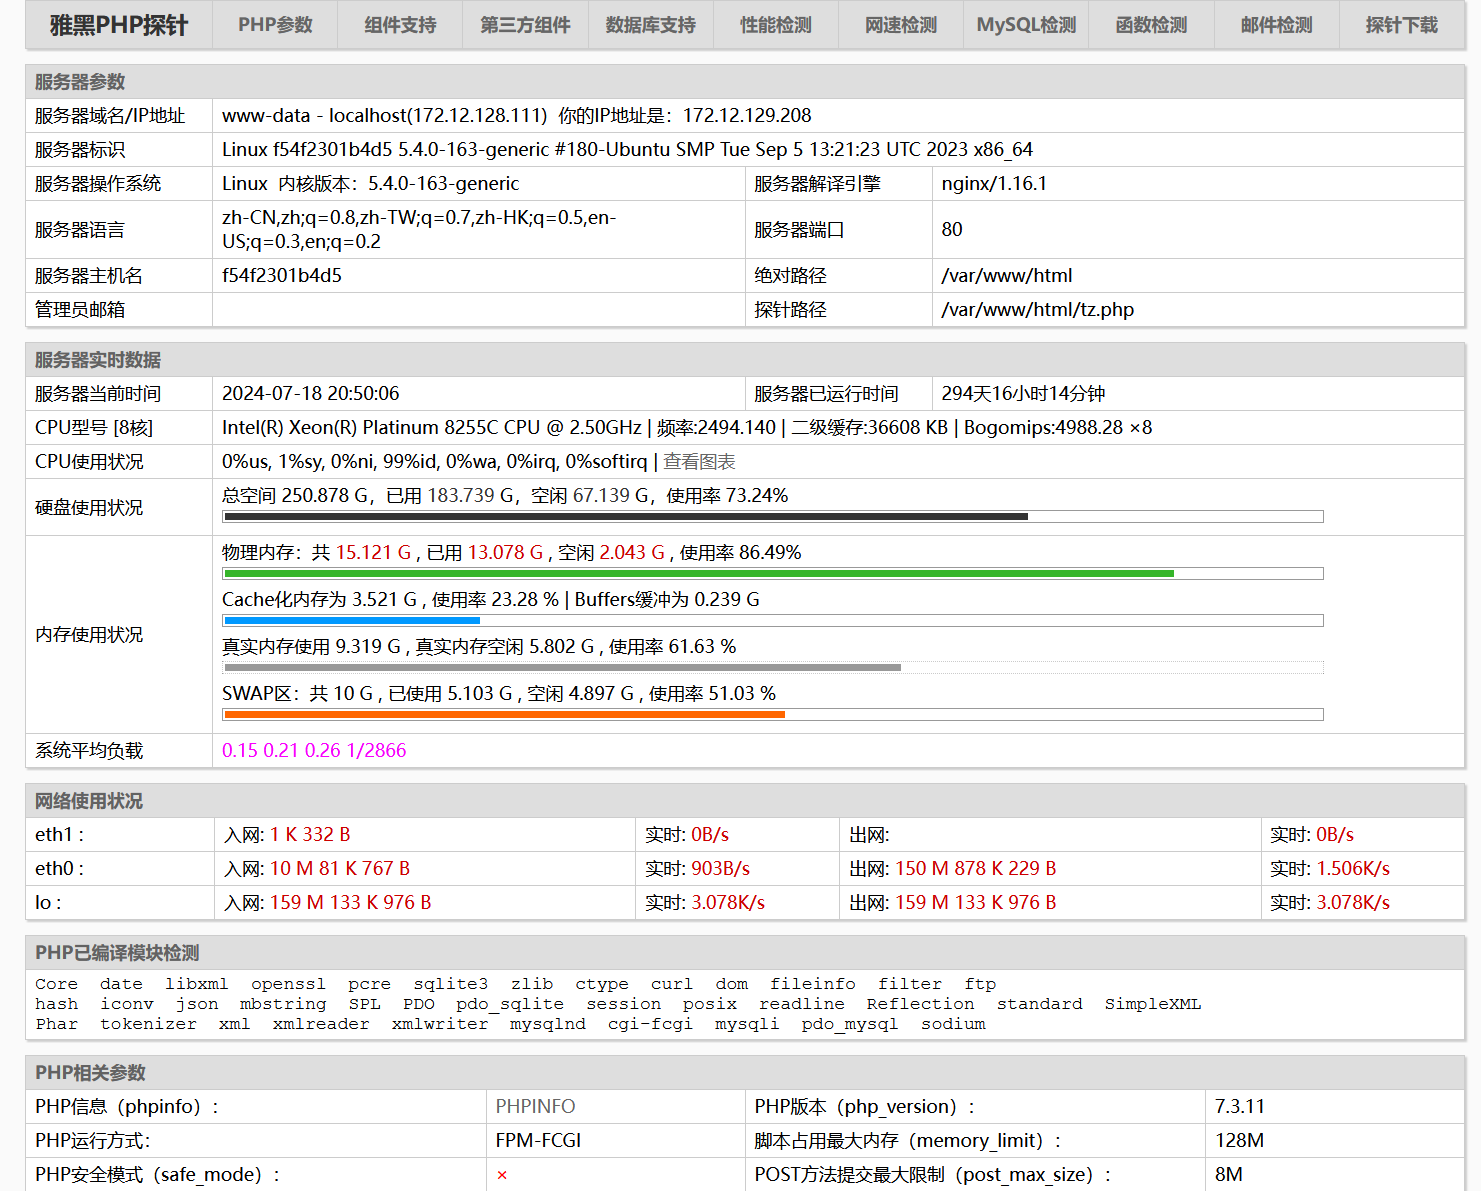 雅黑PHP探针 PHP参数 组件支持 第三方组件 数据库支持 性能检测 网速检测 MySQL检测 函数检测 邮件检测 探针下载
服务器参数
服务器域名/IP地址 www-data - localhost(172.12.128.111) 你的IP地址是：172.12.129.208
服务器标识 Linux f54f2301b4d5 5.4.0-163-generic #180-Ubuntu SMP Tue Sep 5 13:21:23 UTC 2023 x86_64
服务器操作系统 Linux 内核版本：5.4.0-163-generic 服务器解译引擎 nginx/1.16.1
服务器语言 zh-CN,zh;q=0.8,zh-TW;q=0.7,zh-HK;q=0.5,en-
US;q=0.3,en;q=0.2 服务器端口 80
服务器主机名 f54f2301b4d5 绝对路径 /var/www/html
管理员邮箱 探针路径 /var/www/html/tz.php
服务器实时数据
服务器当前时间 2024-07-18 20:50:06 服务器已运行时间 294天16小时14分钟
CPU型号 [8核] Intel(R) Xeon(R) Platinum 8255C CPU @ 2.50GHz | 频率:2494.140 | 二级缓存:36608 KB | Bogomips:4988.28 ×8
CPU使用状况 0%us, 1%sy, 0%ni, 99%id, 0%wa, 0%irq, 0%softirq | 查看图表
硬盘使用状况 总空间 250.878 G，已用 183.739 G，空闲 67.139 G，使用率 73.24%
内存使用状况 物理内存：共 15.121 G , 已用 13.078 G , 空闲 2.043 G , 使用率 86.49%
Cache化内存为 3.521 G , 使用率 23.28 % | Buffers缓冲为 0.239 G
真实内存使用 9.319 G , 真实内存空闲 5.802 G , 使用率 61.63 %
SWAP区：共 10 G , 已使用 5.103 G , 空闲 4.897 G , 使用率 51.03 %
系统平均负载 0.15 0.21 0.26 1/2866
网络使用状况
eth1 : 入网: 1 K 332 B 实时: 0B/s 出网: 实时: 0B/s
eth0 : 入网: 10 M 81 K 767 B 实时: 903B/s 出网: 150 M 878 K 229 B 实时: 1.506K/s
lo : 入网: 159 M 133 K 976 B 实时: 3.078K/s 出网: 159 M 133 K 976 B 实时: 3.078K/s
PHP已编译模块检测
Core date libxml openssl pcre sqlite3 zlib ctype curl dom fileinfo filter ftp
hash iconv json mbstring SPL PDO pdo_sqlite session posix readline Reflection standard SimpleXML
Phar tokenizer xml xmlreader xmlwriter mysqlnd cgi-fcgi mysqli pdo_mysql sodium
PHP相关参数
PHP信息（phpinfo）: PHPINFO PHP版本（php_version）: 7.3.11
PHP运行方式： FPM-FCGI 脚本占用最大内存（memory_limit）: 128M
PHP安全模式（safe_mode）: × POST方法提交最大限制（post_max_size）: 8M